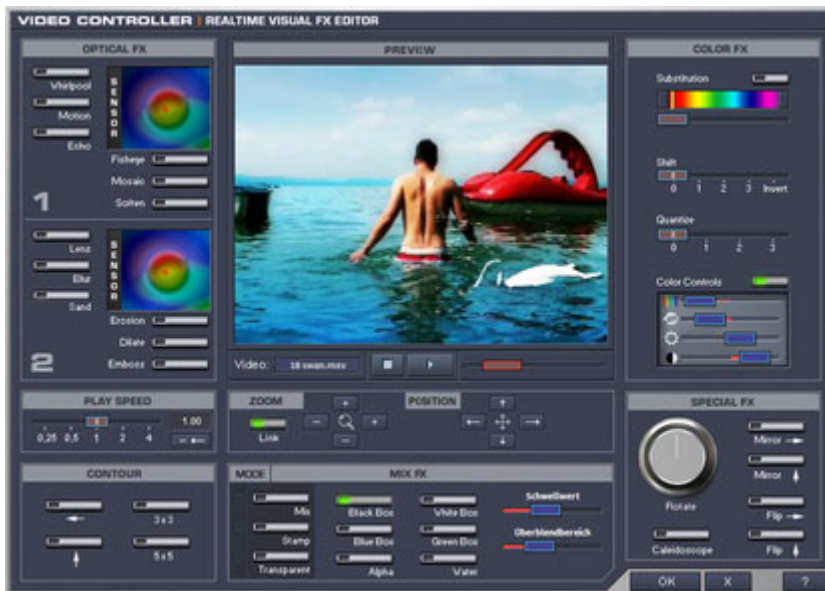 VIDEO CONTROLLER | REALTIME VISUAL FX EDITOR
OPTICAL FX
Whirlpool
Motion
Echo
SENSOR
Fisheye
Mosaic
Soften
1
Lenz
Blur
Sand
SENSOR
Erosion
Dilate
Emboss
2
PREVIEW
Video: 18 swan.mxv
COLOR FX
Substitution
Shift
0 1 2 3 Invert
Quantize
0 1 2 3
Color Controls
PLAY SPEED
0,25 0,5 1 2 4
1.00
ZOOM
Link
POSITION
SPECIAL FX
Rotate
Mirror
Mirror
Flip
Flip
Caleidoscope
CONTOUR
3x3
5x5
MODE
Mix
Stamp
Transparent
MIX FX
Black Box
Blue Box
Alpha
White Box
Green Box
Water
Schwellwert
Überblendbereich
OK X ?